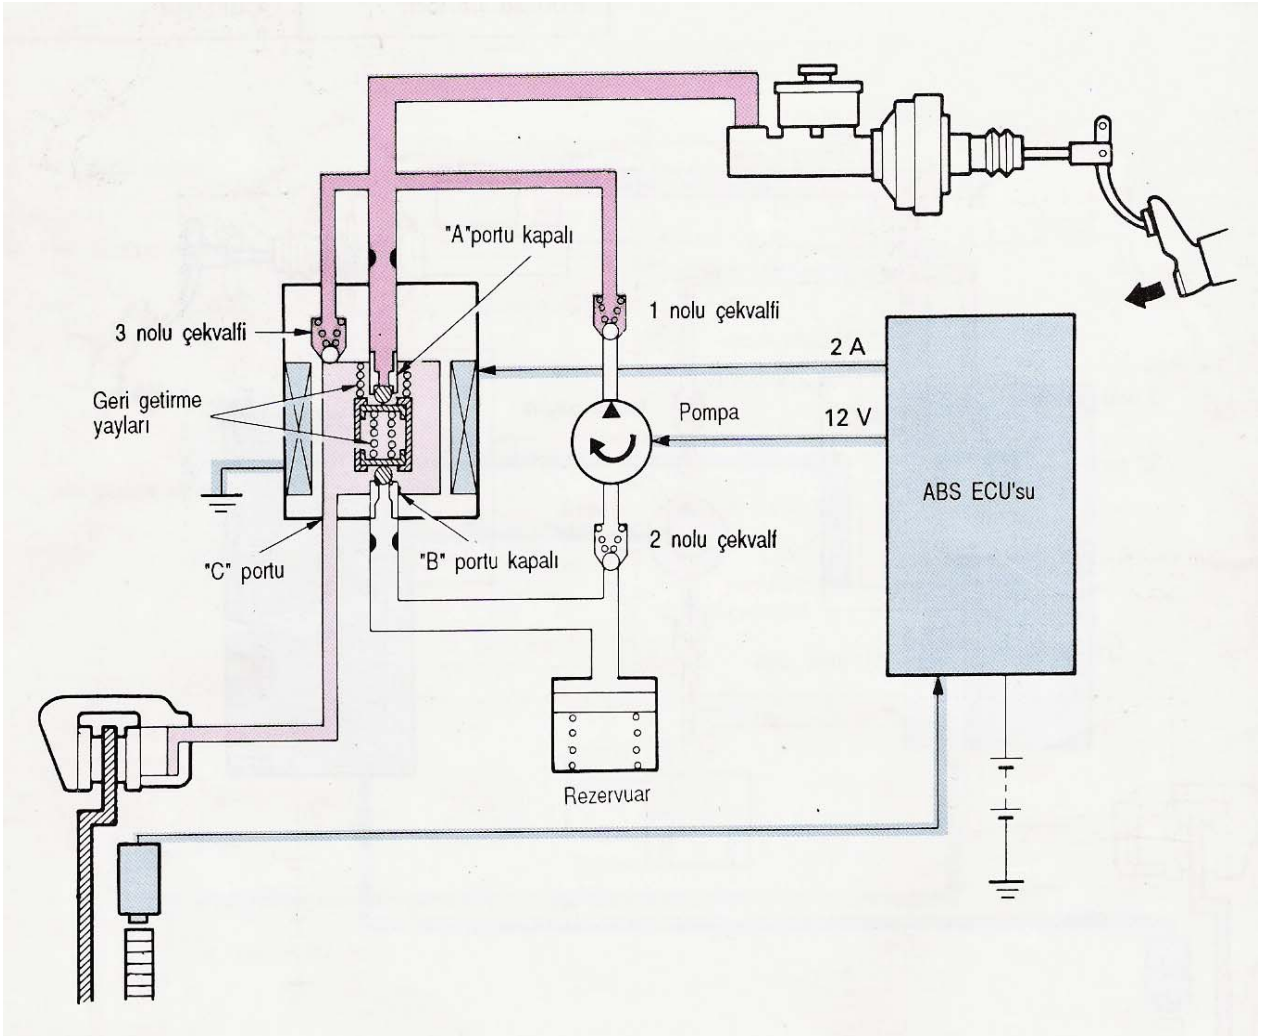 "A"portu kapalı
3 nolu çekvalfi
1 nolu çekvalfi
2 A
Geri getirme
yayları
Pompa
12 V
ABS ECU'su
2 nolu çekvalf
"B" portu kapalı
"C" portu
Rezervuar